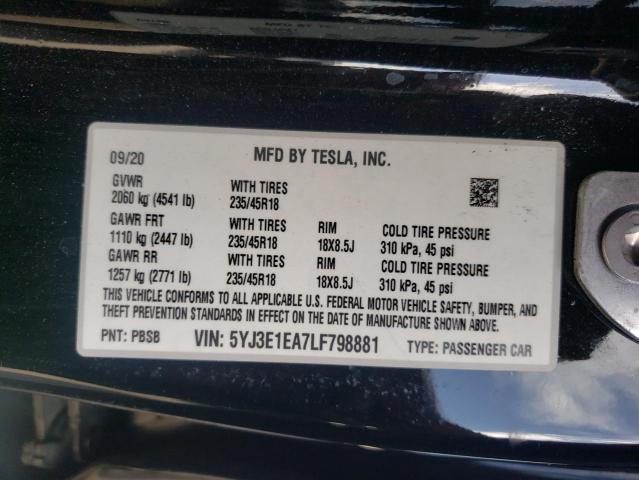 MFD BY TESLA, INC.
09/20
GVWR WITH TIRES
2060 kg (4541 lb) 235/45R18
GAWR FRT WITH TIRES RIM COLD TIRE PRESSURE
1110 kg (2447 lb) 235/45R18 18X8.5J 310 kPa, 45 psi
GAWR RR WITH TIRES RIM COLD TIRE PRESSURE
1257 kg (2771 lb) 235/45R18 18X8.5J 310 kPa, 45 psi
THIS VEHICLE CONFORMS TO ALL APPLICABLE U.S. FEDERAL MOTOR VEHICLE SAFETY, BUMPER, AND
THEFT PREVENTION STANDARDS IN EFFECT ON THE DATE OF MANUFACTURE SHOWN ABOVE.
PNT: PBSB VIN: 5YJ3E1EA7LF798881 TYPE: PASSENGER CAR